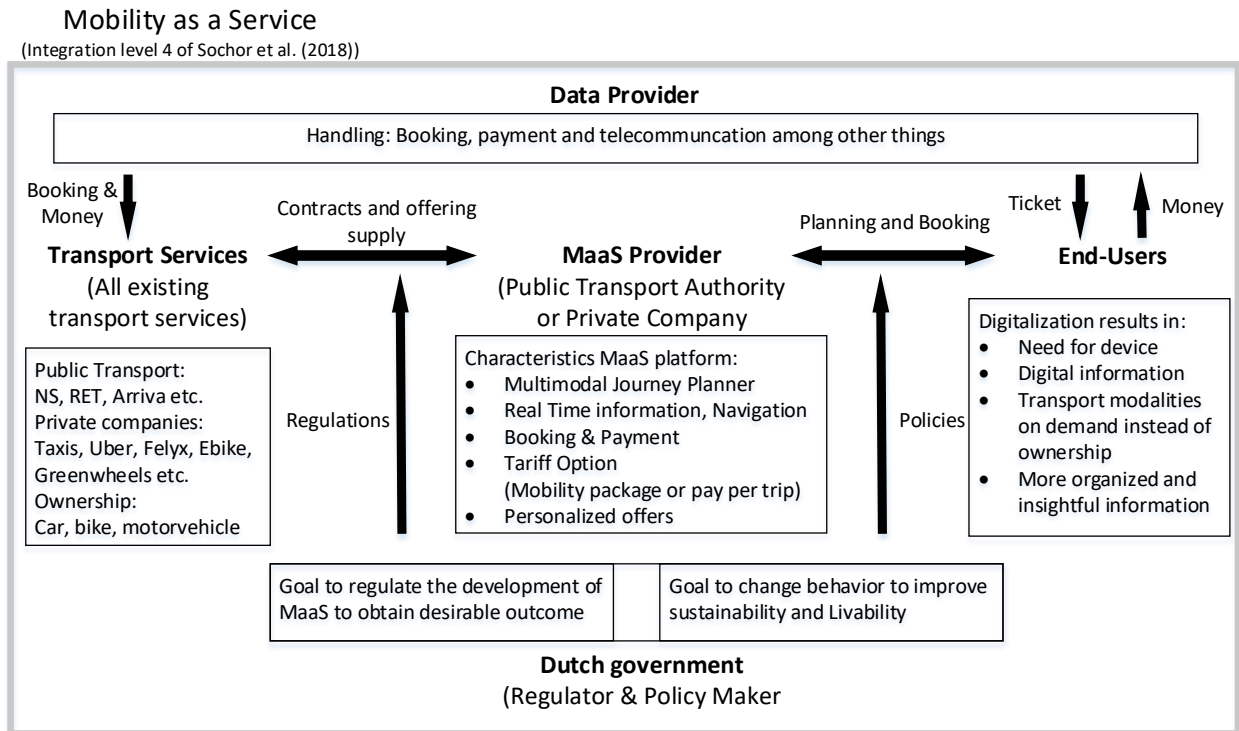 Mobility as a Service
(Integration level 4 of Sochor et al. (2018))
Data Provider
Handling: Booking, payment and telecommuncation among other things
Booking &
Money
Contracts and offering
supply
Planning and Booking
Ticket
Money
Transport Services
(All existing
transport services)
MaaS Provider
(Public Transport Authority
or Private Company
End-Users
Public Transport:
NS, RET, Arriva etc.
Private companies:
Taxis, Uber, Felyx, Ebike,
Greenwheels etc.
Ownership:
Car, bike, motorvehicle
Regulations
Characteristics MaaS platform:
• Multimodal Journey Planner
• Real Time information, Navigation
• Booking & Payment
• Tariff Option
(Mobility package or pay per trip)
• Personalized offers
Policies
Digitalization results in:
• Need for device
• Digital information
• Transport modalities
on demand instead of
ownership
• More organized and
insightful information
Goal to regulate the development of
MaaS to obtain desirable outcome
Goal to change behavior to improve
sustainability and Livability
Dutch government
(Regulator & Policy Maker